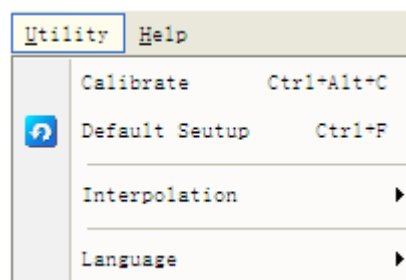 Utility Help
Calibrate Ctrl+Alt+C
Default Seutup Ctrl+F
Interpolation
Language